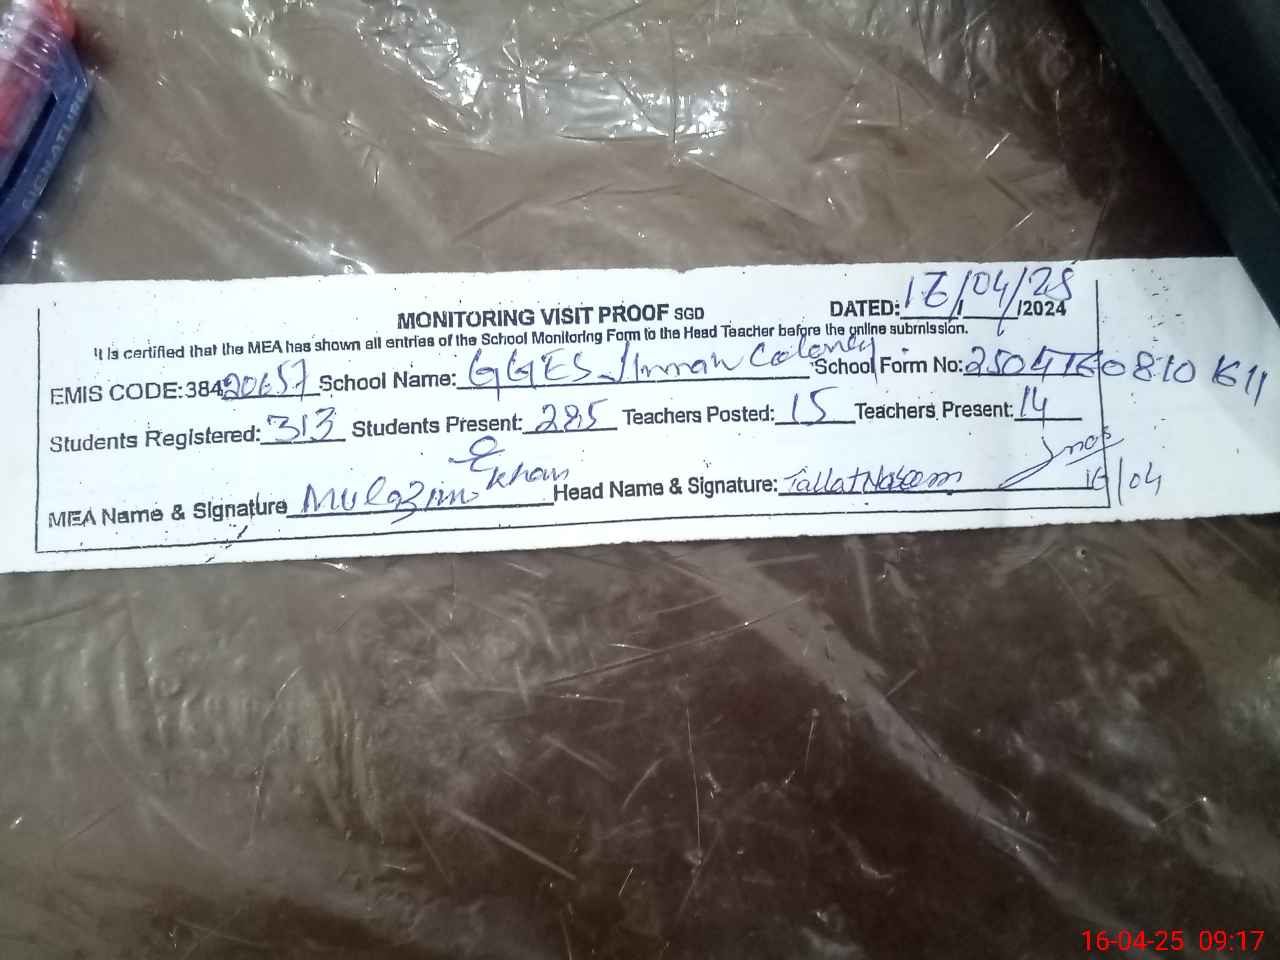 SIGNATURE
MONITORING VISIT PROOF SGD
DATED: 16/04/25 /2024
It is certified that the MEA has shown all entries of the School Monitoring Form to the Head Teacher before the online submission.
EMIS CODE:38420657 School Name: GGES Imran Coloney School Form No: 250416081011
Students Registered: 313 Students Present: 285 Teachers Posted: 15 Teachers Present: 14
MEA Name & Signature Mulazim Khan Head Name & Signature: Tallat Naseem
16/04
16-04-25 09:17